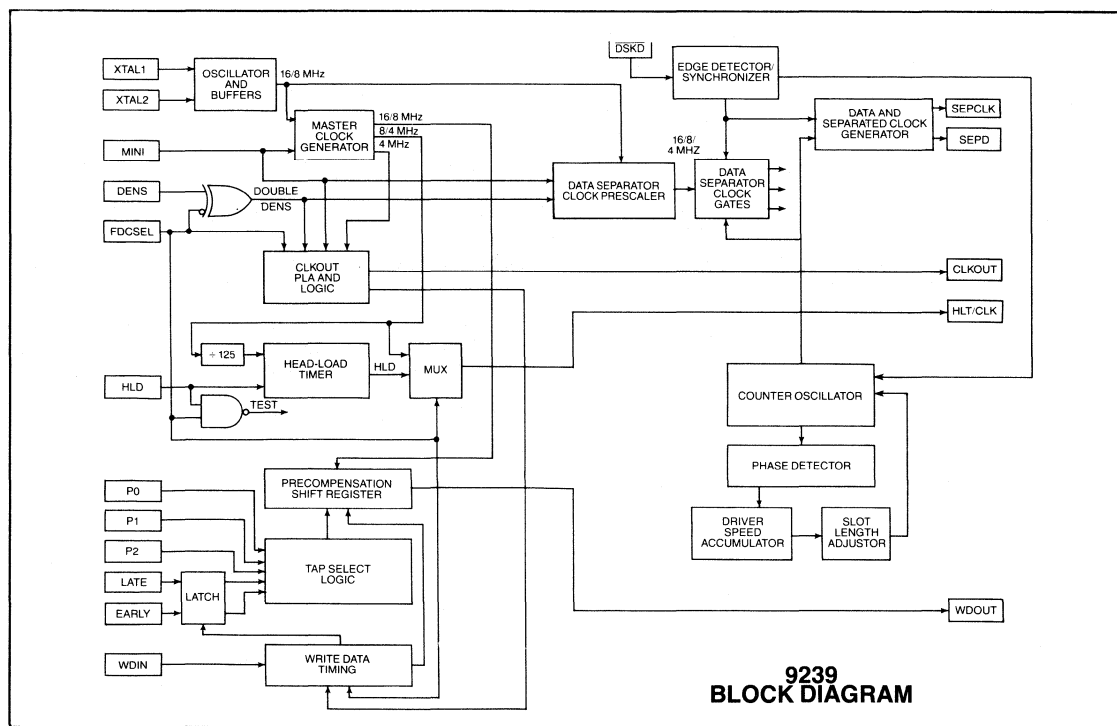 XTAL1
XTAL2
OSCILLATOR
AND
BUFFERS
16/8 MHz
MINI
MASTER
CLOCK
GENERATOR
16/8 MHz
8/4 MHz
4 MHz
DENS
FDCSEL
DOUBLE
DENS
CLKOUT
PLA AND
LOGIC
÷ 125
HEAD-LOAD
TIMER
HLD
MUX
HLD
TEST
P0
P1
P2
LATE
EARLY
WDIN
LATCH
PRECOMPENSATION
SHIFT REGISTER
TAP SELECT
LOGIC
WRITE DATA
TIMING
DSKD
EDGE DETECTOR/
SYNCHRONIZER
DATA AND
SEPARATED CLOCK
GENERATOR
SEPCLK
SEPD
DATA SEPARATOR
CLOCK PRESCALER
16/8/
4 MHZ
DATA
SEPARATOR
CLOCK
GATES
CLKOUT
HLT/CLK
COUNTER OSCILLATOR
PHASE DETECTOR
DRIVER
SPEED
ACCUMULATOR
SLOT
LENGTH
ADJUSTOR
WDOUT
9239
BLOCK DIAGRAM